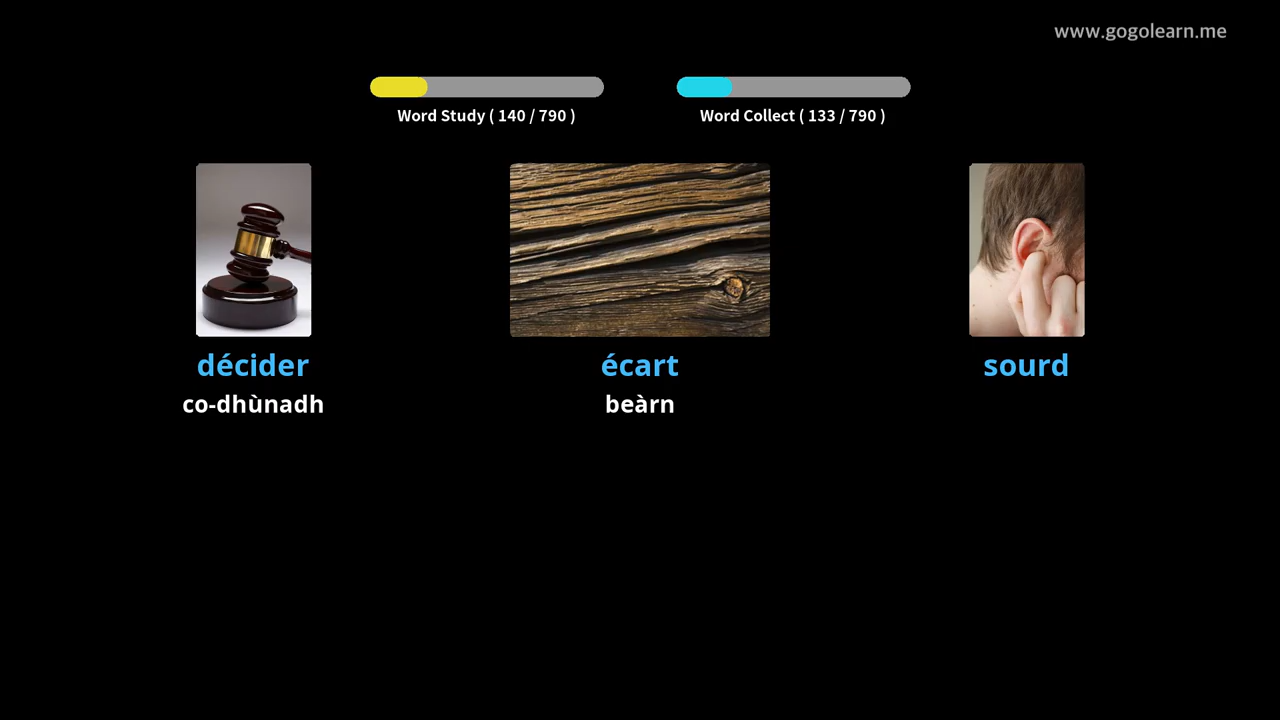 www.gogolearn.me
Word Study ( 140 / 790 )
Word Collect ( 133 / 790 )
décider
co-dhùnadh
écart
beàrn
sourd